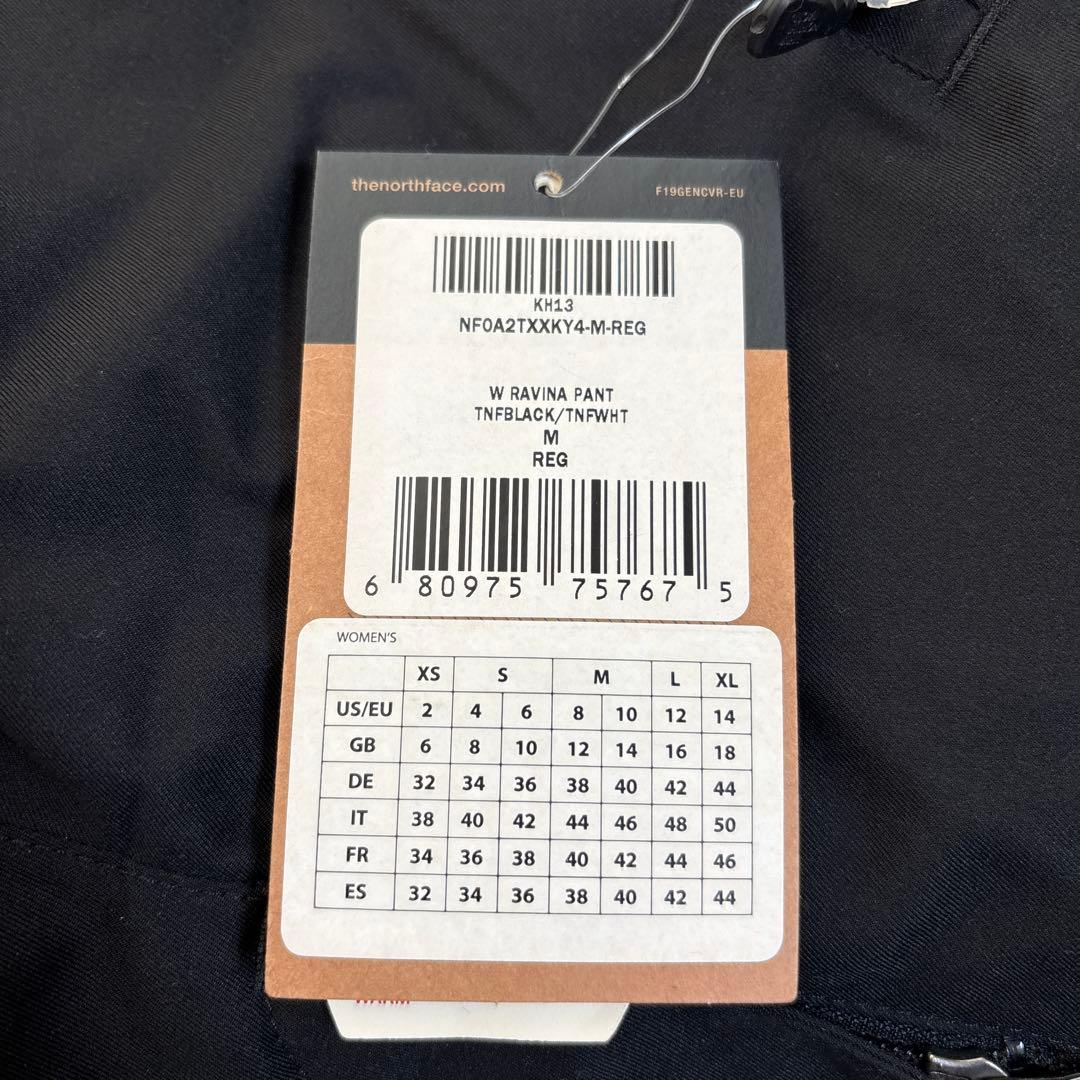 thenorthface.com
F19GENCVR-EU
KH13
NF0A2TXXKY4-M-REG
W RAVINA PANT
TNFBLACK/TNFWHT
M
REG
6 80975 75767 5
WOMEN'S
XS S M L XL
US/EU 2 4 6 8 10 12 14
GB 6 8 10 12 14 16 18
DE 32 34 36 38 40 42 44
IT 38 40 42 44 46 48 50
FR 34 36 38 40 42 44 46
ES 32 34 36 38 40 42 44